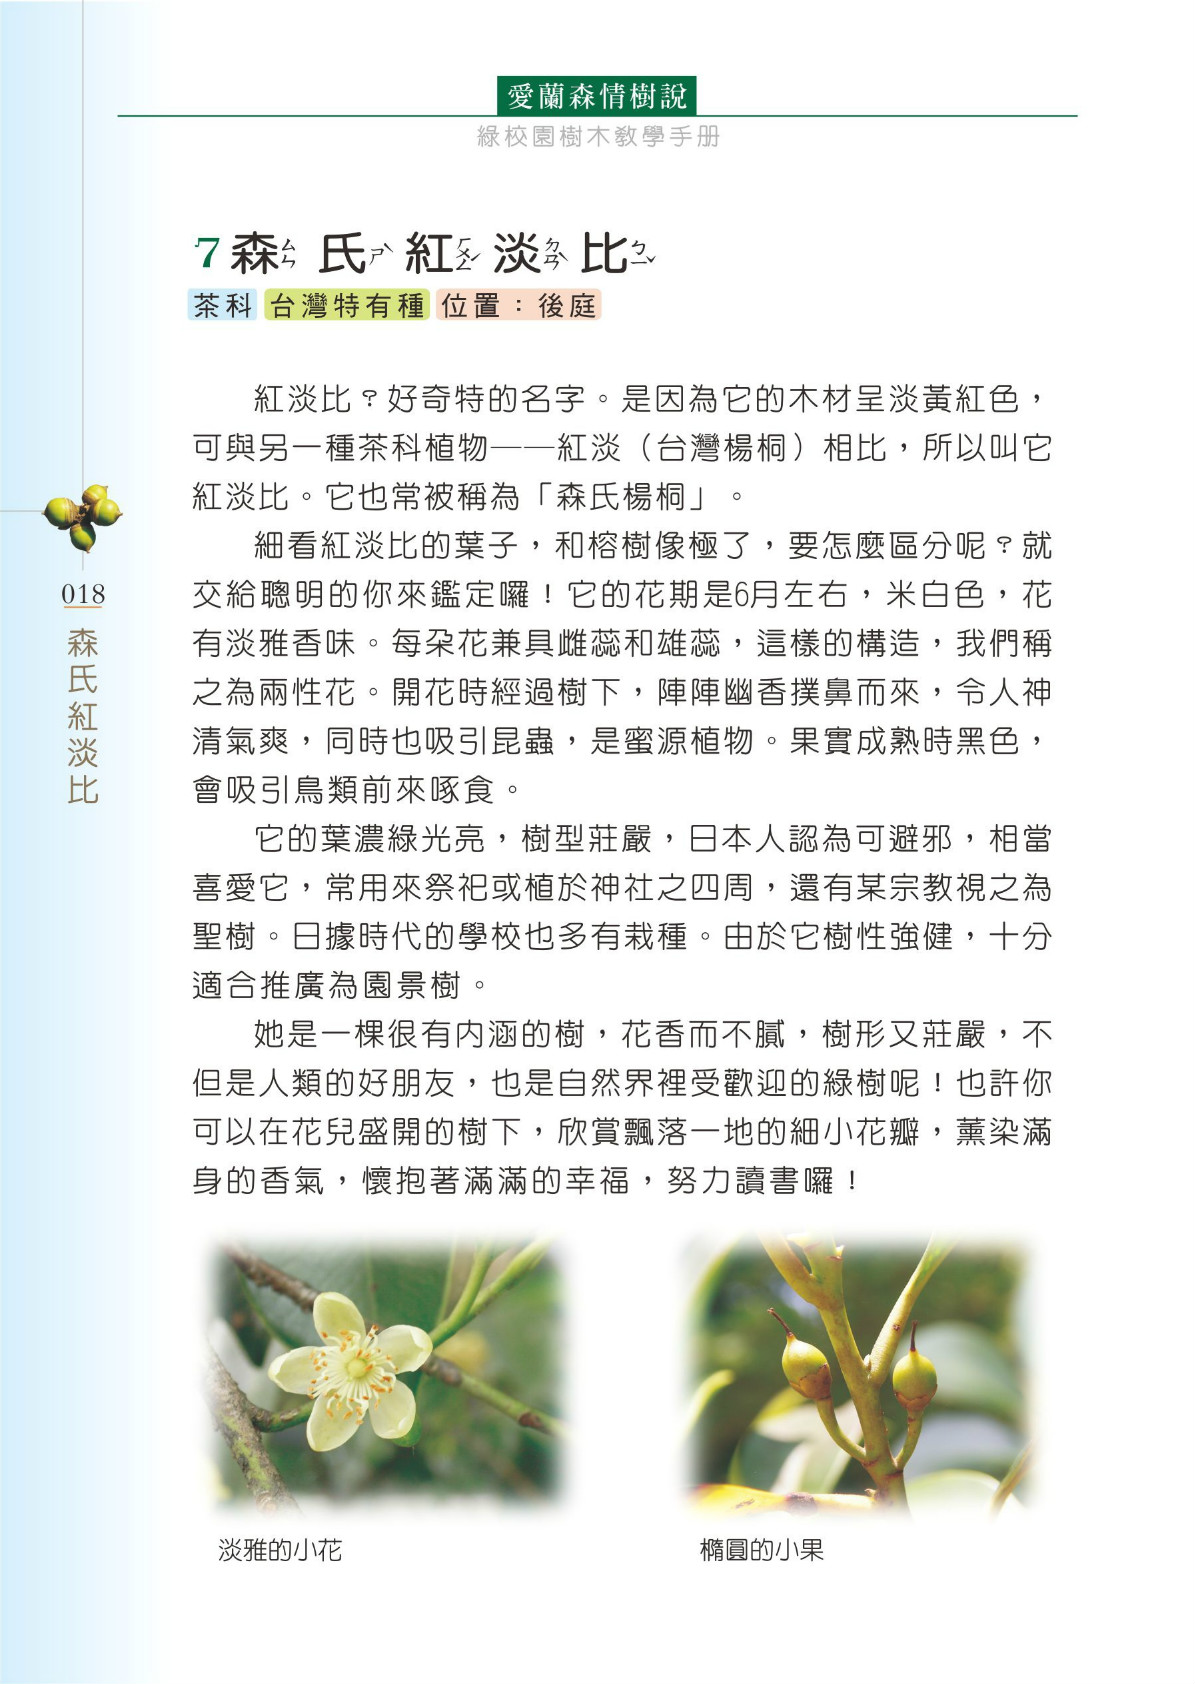 愛蘭森情樹說
綠校園樹木教學手册
7森ㄙㄣ氏ㄕˋ紅ㄏㄨㄥˊ淡ㄉㄢˋ比ㄅㄧˇ
茶科 台灣特有種 位置：後庭
紅淡比？好奇特的名字。是因為它的木材呈淡黃紅色，
可與另一種茶科植物——紅淡（台灣楊桐）相比，所以叫它
紅淡比。它也常被稱為「森氏楊桐」。
細看紅淡比的葉子，和榕樹像極了，要怎麼區分呢？就
交給聰明的你來鑑定囉！它的花期是6月左右，米白色，花
有淡雅香味。每朵花兼具雌蕊和雄蕊，這樣的構造，我們稱
之為兩性花。開花時經過樹下，陣陣幽香撲鼻而來，令人神
清氣爽，同時也吸引昆蟲，是蜜源植物。果實成熟時黑色，
會吸引鳥類前來啄食。
它的葉濃綠光亮，樹型莊嚴，日本人認為可避邪，相當
喜愛它，常用來祭祀或植於神社之四周，還有某宗教視之為
聖樹。日據時代的學校也多有栽種。由於它樹性強健，十分
適合推廣為園景樹。
她是一棵很有內涵的樹，花香而不膩，樹形又莊嚴，不
但是人類的好朋友，也是自然界裡受歡迎的綠樹呢！也許你
可以在花兒盛開的樹下，欣賞飄落一地的細小花瓣，薰染滿
身的香氣，懷抱著滿滿的幸福，努力讀書囉！
淡雅的小花
橢圓的小果
018
森氏紅淡比